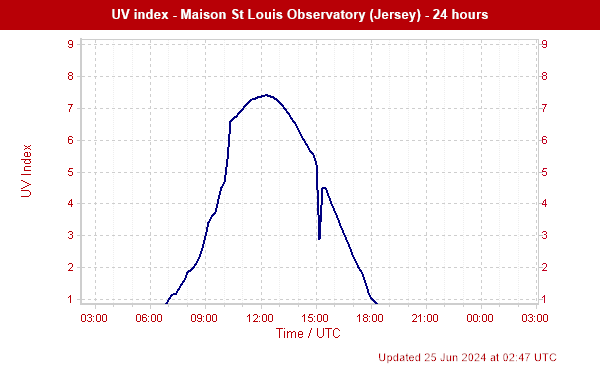 UV index - Maison St Louis Observatory (Jersey) - 24 hours
9 9
8 8
7 7
6 6
5 5
4 4
3 3
2 2
1 1
UV Index
03:00 06:00 09:00 12:00 15:00 18:00 21:00 00:00 03:00
Time / UTC
Updated 25 Jun 2024 at 02:47 UTC